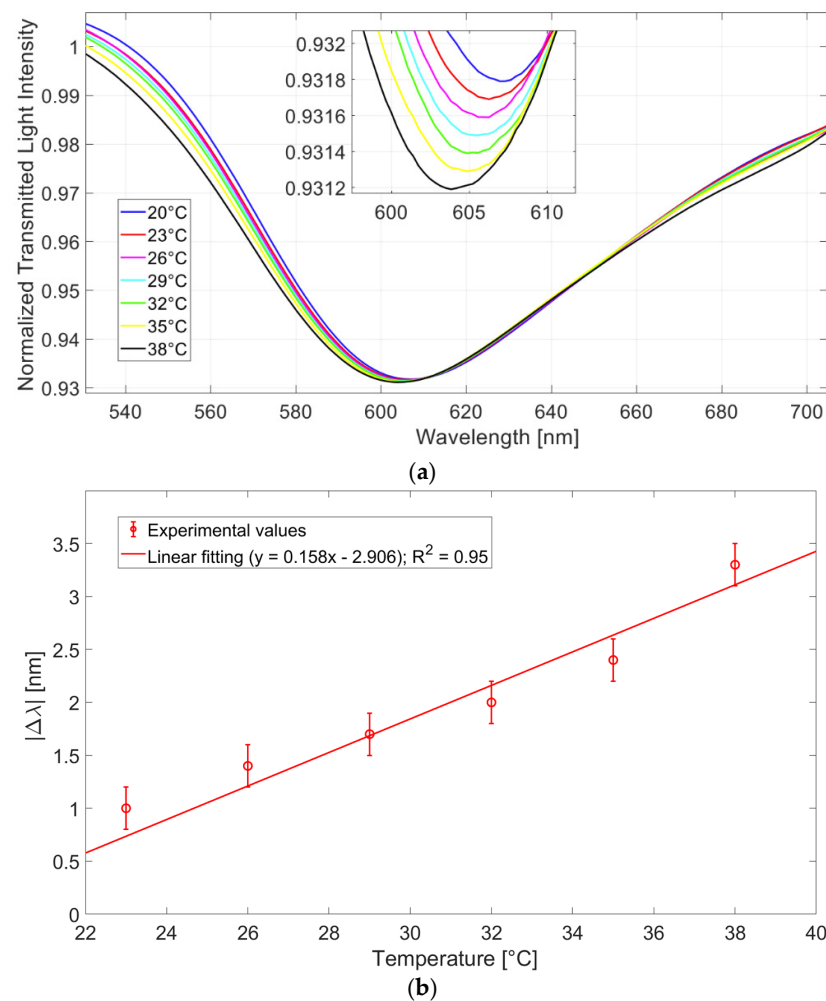 Normalized Transmitted Light Intensity
1
0.99
0.98
0.97
0.96
0.95
0.94
0.93
0.932
0.9318
0.9316
0.9314
0.9312
600 605 610
20°C
23°C
26°C
29°C
32°C
35°C
38°C
540 560 580 600 620 640 660 680 700
Wavelength [nm]
(a)
|Δλ| [nm]
3.5
3
2.5
2
1.5
1
0.5
0
Experimental values
Linear fitting (y = 0.158x - 2.906); R² = 0.95
22 24 26 28 30 32 34 36 38 40
Temperature [°C]
(b)